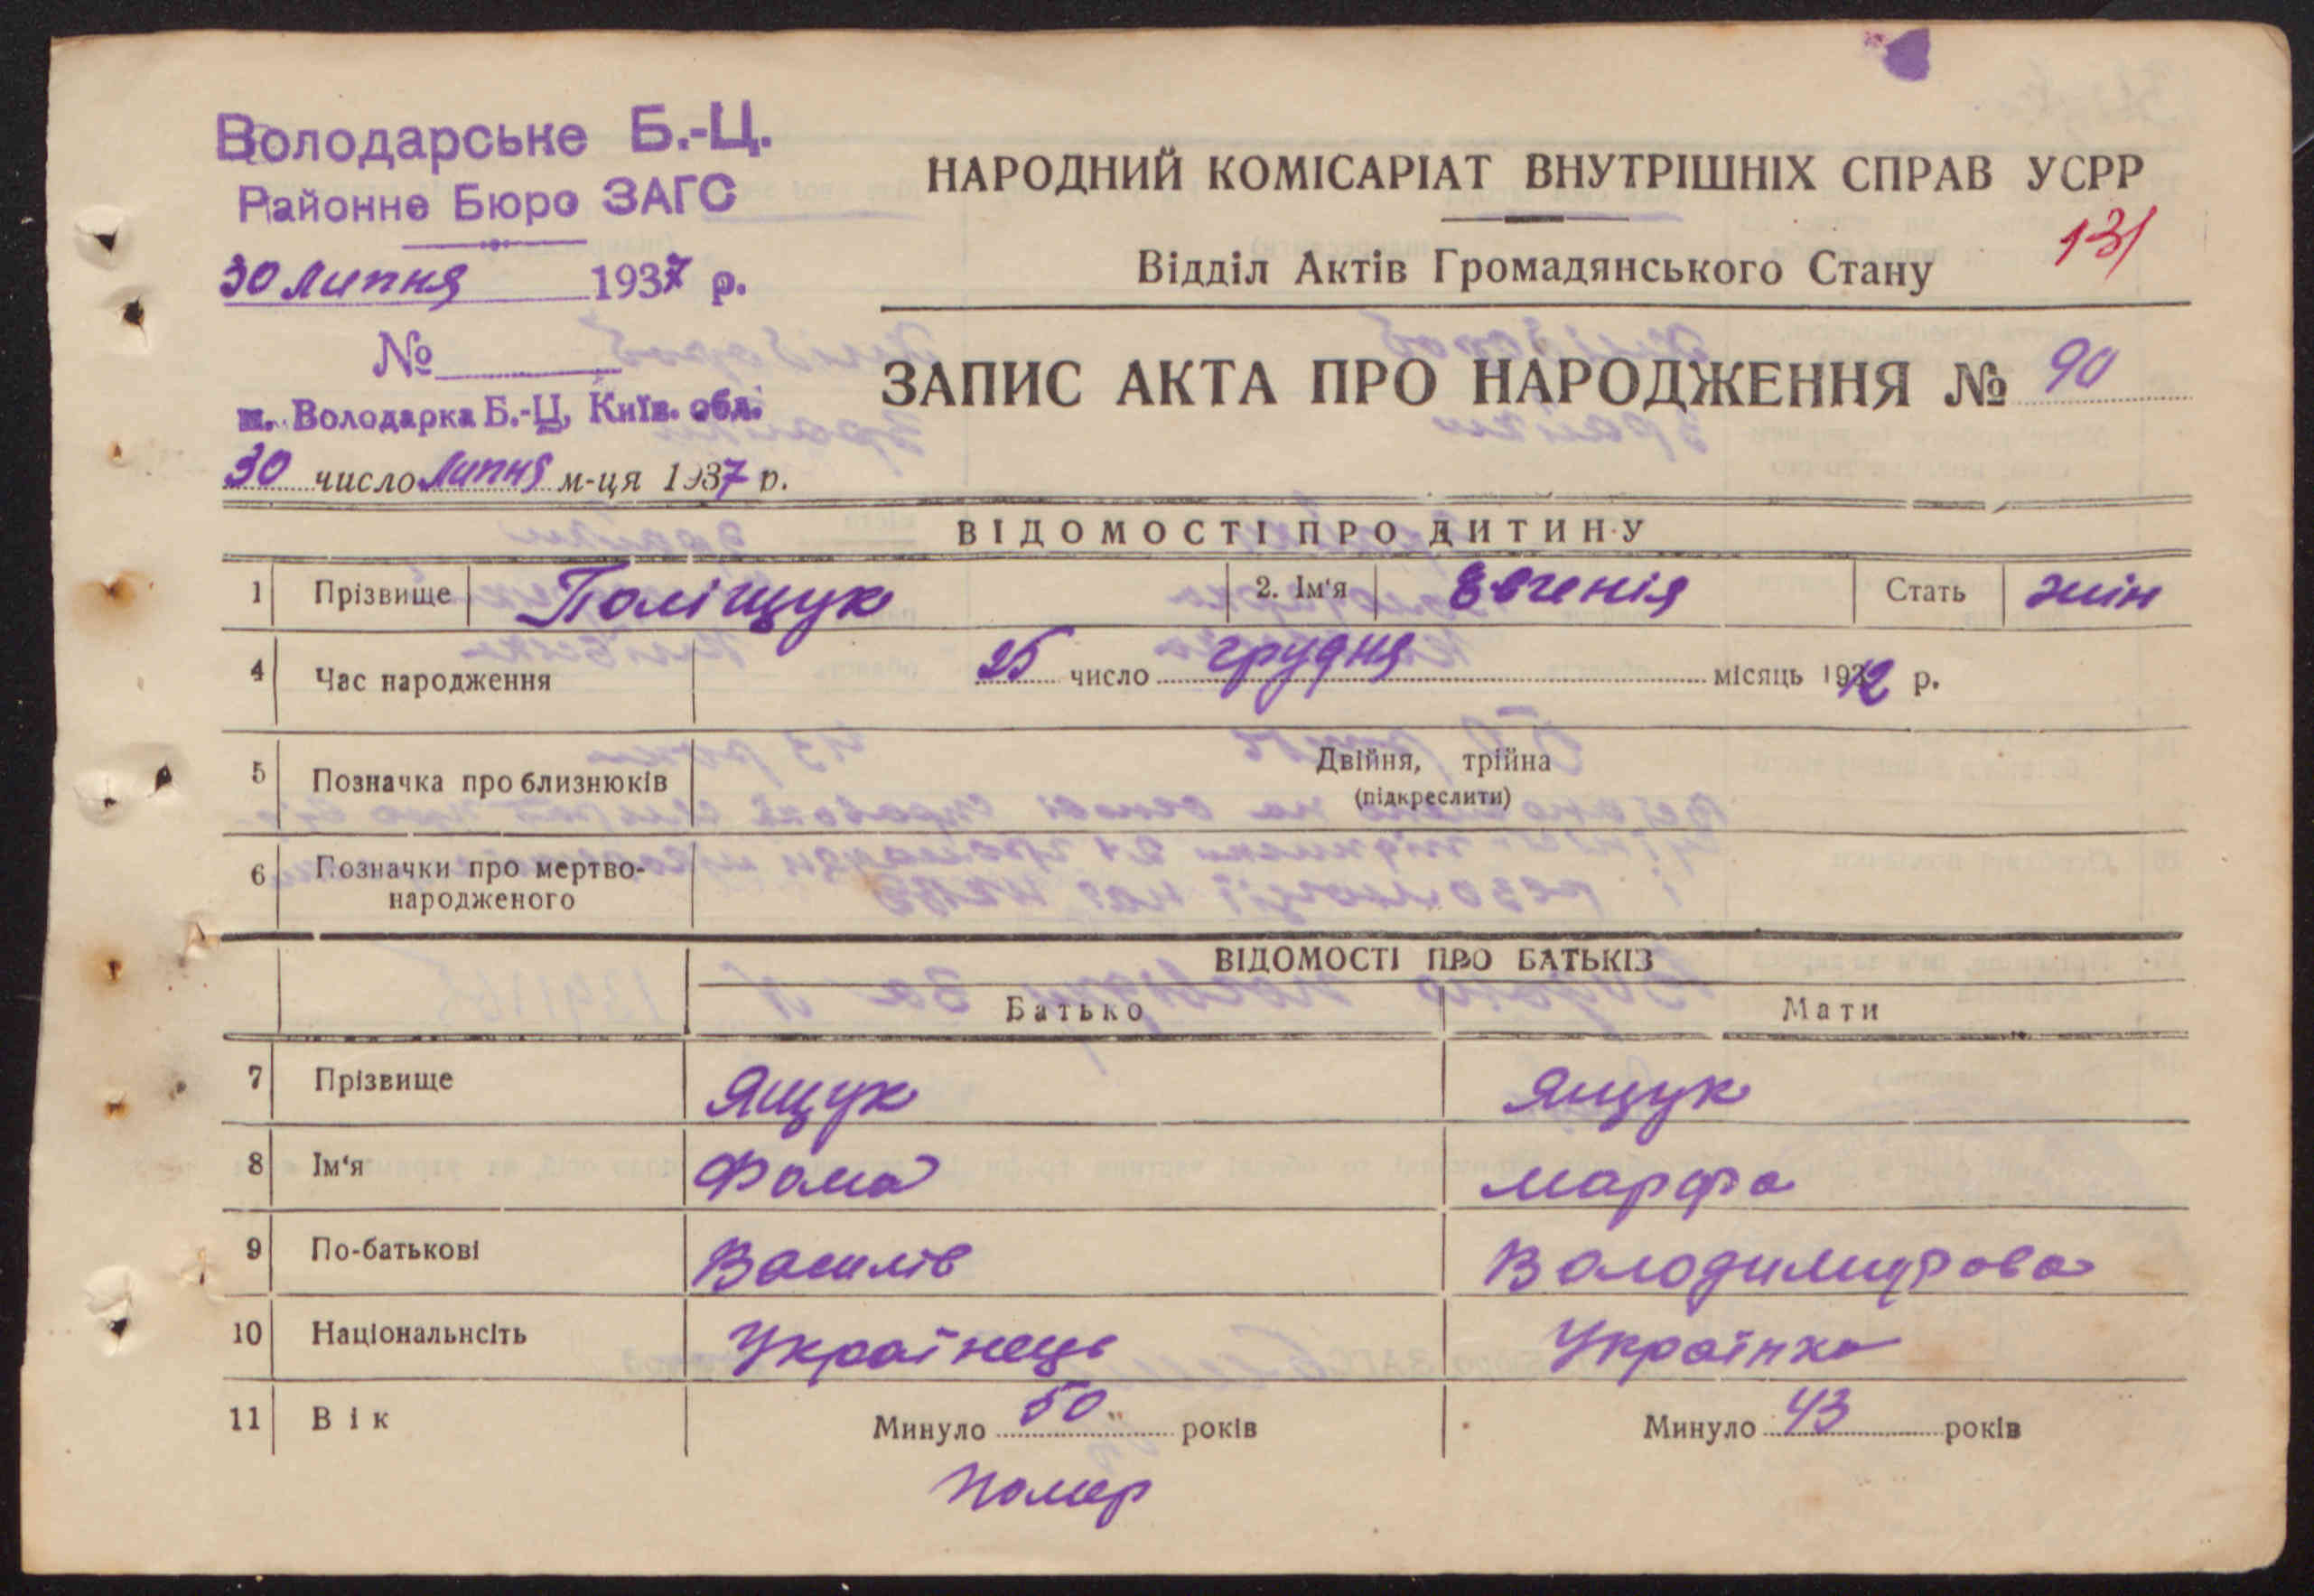 Володарське Б.-Ц.
Районне Бюро ЗАГС
30 Липня 1937 р.
№
м. Володарка Б.-Ц, Київ. обл.
30 число Липня м-ця 1937 р.
НАРОДНИЙ КОМІСАРІАТ ВНУТРІШНІХ СПРАВ УСРР
131
Відділ Актів Громадянського Стану
ЗАПИС АКТА ПРО НАРОДЖЕННЯ № 90
ВІДОМОСТІ ПРО ДИТИНУ
1 Прізвище Поліщук 2. Ім'я Євгенія Стать жін
4 Час народження 25 число грудня місяць 1912 р.
5 Позначка про близнюків Двійня, трійна
(підкреслити)
6 Позначки про мертво-
народженого
ВІДОМОСТІ ПРО БАТЬКІВ
Батько Мати
7 Прізвище Ящук Ящук
8 Ім'я Фома Марфа
9 По-батькові Василів Володимирова
10 Національнсіть Українець Українка
11 Вік Минуло 50 років Минуло 43 років
Помер